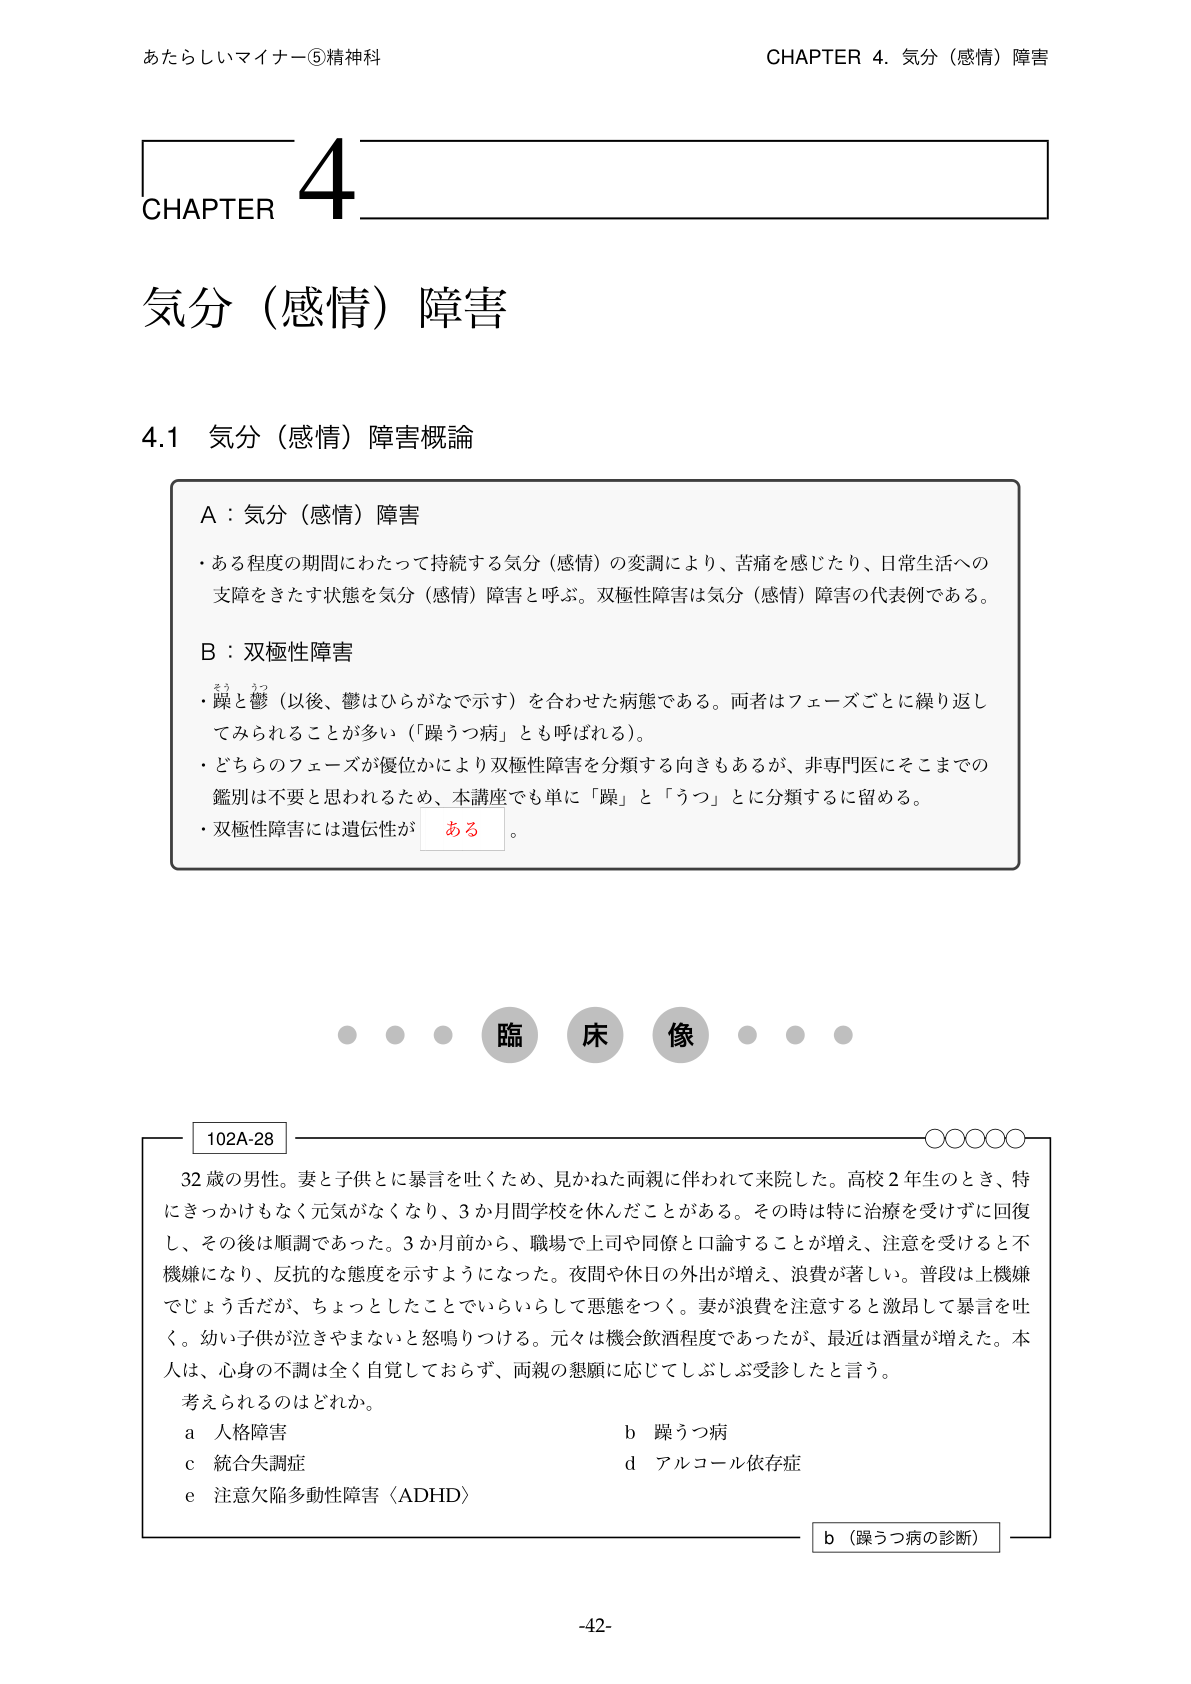 あたらしいマイナー⑤精神科
CHAPTER 4. 気分（感情）障害
CHAPTER 4
気分（感情）障害
4.1 気分（感情）障害概論
A：気分（感情）障害
・ある程度の期間にわたって持続する気分（感情）の変調により、苦痛を感じたり、日常生活への
支障をきたす状態を気分（感情）障害と呼ぶ。双極性障害は気分（感情）障害の代表例である。
B：双極性障害
そう うつ
・躁と鬱（以後、鬱はひらがなで示す）を合わせた病態である。両者はフェーズごとに繰り返し
てみられることが多い（「躁うつ病」とも呼ばれる）。
・どちらのフェーズが優位かにより双極性障害を分類する向きもあるが、非専門医にそこまでの
鑑別は不要と思われるため、本講座でも単に「躁」と「うつ」とに分類するに留める。
・双極性障害には遺伝性が ある 。
臨床像
102A-28
32歳の男性。妻と子供とに暴言を吐くため、見かねた両親に伴われて来院した。高校2年生のとき、特
にきっかけもなく元気がなくなり、3か月間学校を休んだことがある。その時は特に治療を受けずに回復
し、その後は順調であった。3か月前から、職場で上司や同僚と口論することが増え、注意を受けると不
機嫌になり、反抗的な態度を示すようになった。夜間や休日の外出が増え、浪費が著しい。普段は上機嫌
でじょう舌だが、ちょっとしたことでいらいらして悪態をつく。妻が浪費を注意すると激昂して暴言を吐
く。幼い子供が泣きやまないと怒鳴りつける。元々は機会飲酒程度であったが、最近は酒量が増えた。本
人は、心身の不調は全く自覚しておらず、両親の懇願に応じてしぶしぶ受診したと言う。
考えられるのはどれか。
a 人格障害 b 躁うつ病
c 統合失調症 d アルコール依存症
e 注意欠陥多動性障害〈ADHD〉
b（躁うつ病の診断）
-42-